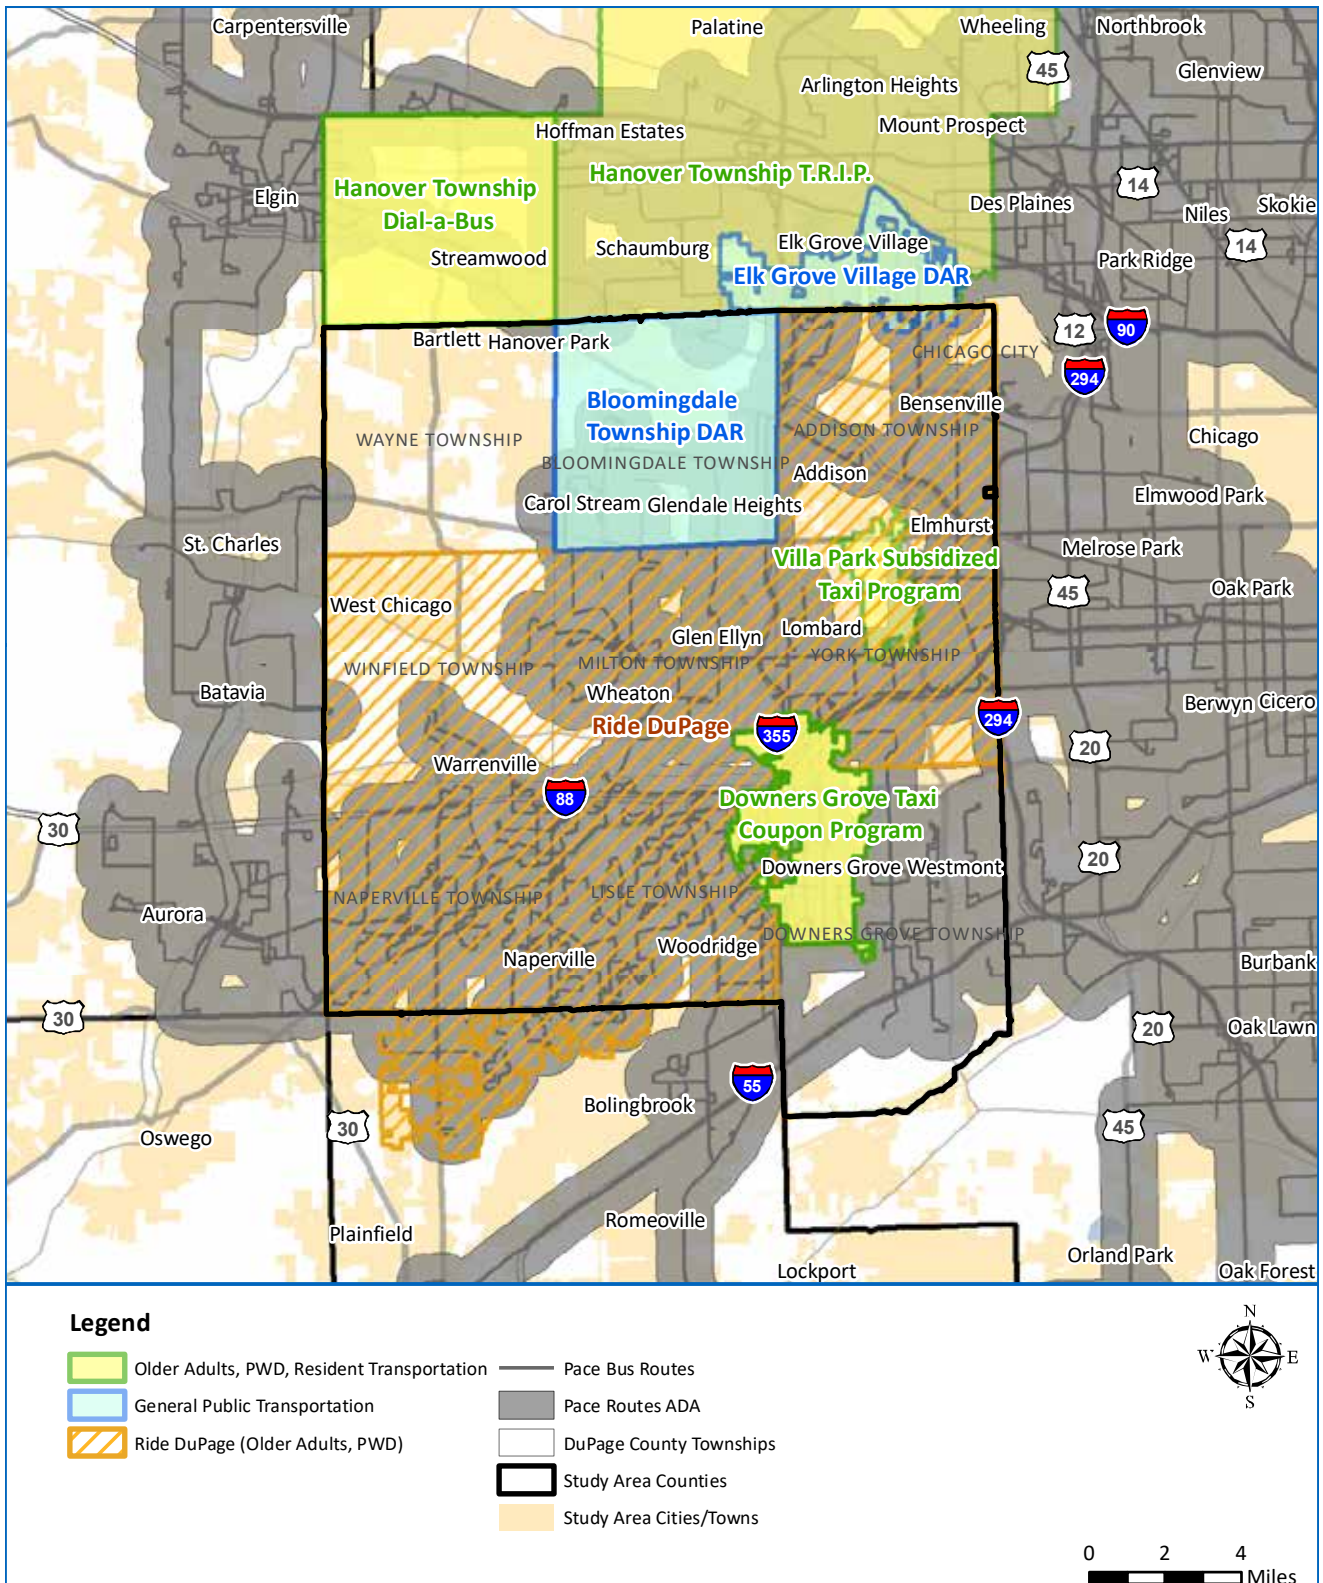 Carpentersville
Palatine
Wheeling
Northbrook
45
Glenview
Arlington Heights
Hoffman Estates
Mount Prospect
Hanover Township T.R.I.P.
Hanover Township
Dial-a-Bus
14
Elgin
Des Plaines
Niles
Skokie
14
Streamwood
Schaumburg
Elk Grove Village
Elk Grove Village DAR
Park Ridge
Bartlett
Hanover Park
12
90
CHICAGO CITY
294
Bloomingdale
Township DAR
Bensenville
WAYNE TOWNSHIP
ADDISON TOWNSHIP
Chicago
BLOOMINGDALE TOWNSHIP
Addison
Carol Stream
Glendale Heights
Elmwood Park
Elmhurst
St. Charles
Villa Park Subsidized
Taxi Program
Melrose Park
45
Oak Park
West Chicago
Glen Ellyn
Lombard
WINFIELD TOWNSHIP
MILTON TOWNSHIP
YORK TOWNSHIP
Batavia
Wheaton
Berwyn
Cicero
Ride DuPage
355
294
20
Warrenville
88
Downers Grove Taxi
Coupon Program
30
20
Downers Grove
Westmont
NAPERVILLE TOWNSHIP
LISLE TOWNSHIP
Aurora
DOWNERS GROVE TOWNSHIP
Woodridge
Naperville
Burbank
30
20
Oak Lawn
55
Bolingbrook
30
45
Oswego
Romeoville
Plainfield
Orland Park
Lockport
Oak Forest
Legend
Older Adults, PWD, Resident Transportation
General Public Transportation
Ride DuPage (Older Adults, PWD)
Pace Bus Routes
Pace Routes ADA
DuPage County Townships
Study Area Counties
Study Area Cities/Towns
N
W E
S
0 2 4
Miles